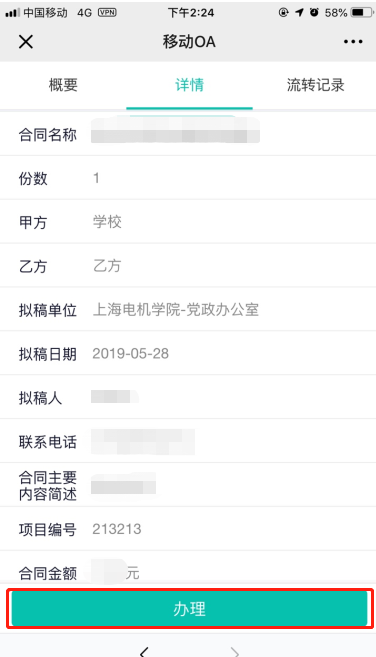 中国移动 4G VPN 下午2:24 58%
移动OA
概要 详情 流转记录
合同名称
份数 1
甲方 学校
乙方 乙方
拟稿单位 上海电机学院-党政办公室
拟稿日期 2019-05-28
拟稿人
联系电话
合同主要
内容简述
项目编号 213213
合同金额 元
办理